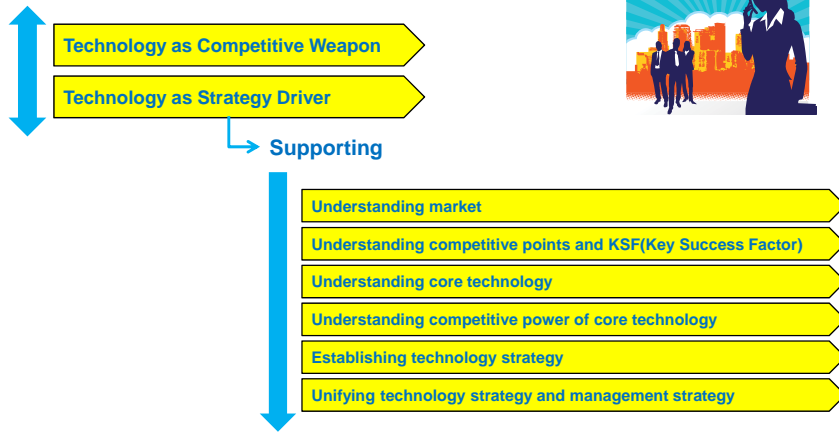 Technology as Competitive Weapon
Technology as Strategy Driver
Supporting
Understanding market
Understanding competitive points and KSF(Key Success Factor)
Understanding core technology
Understanding competitive power of core technology
Establishing technology strategy
Unifying technology strategy and management strategy